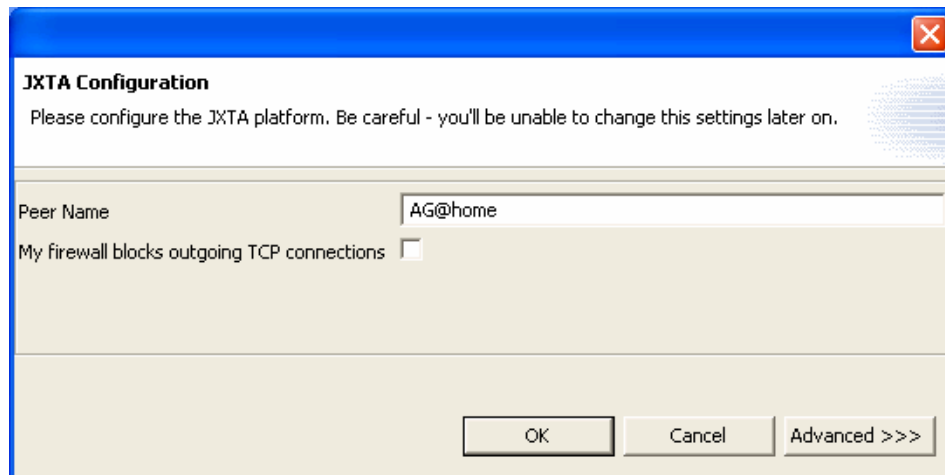 JXTA Configuration
Please configure the JXTA platform. Be careful - you'll be unable to change this settings later on.
Peer Name AG@home
My firewall blocks outgoing TCP connections
OK Cancel Advanced >>>